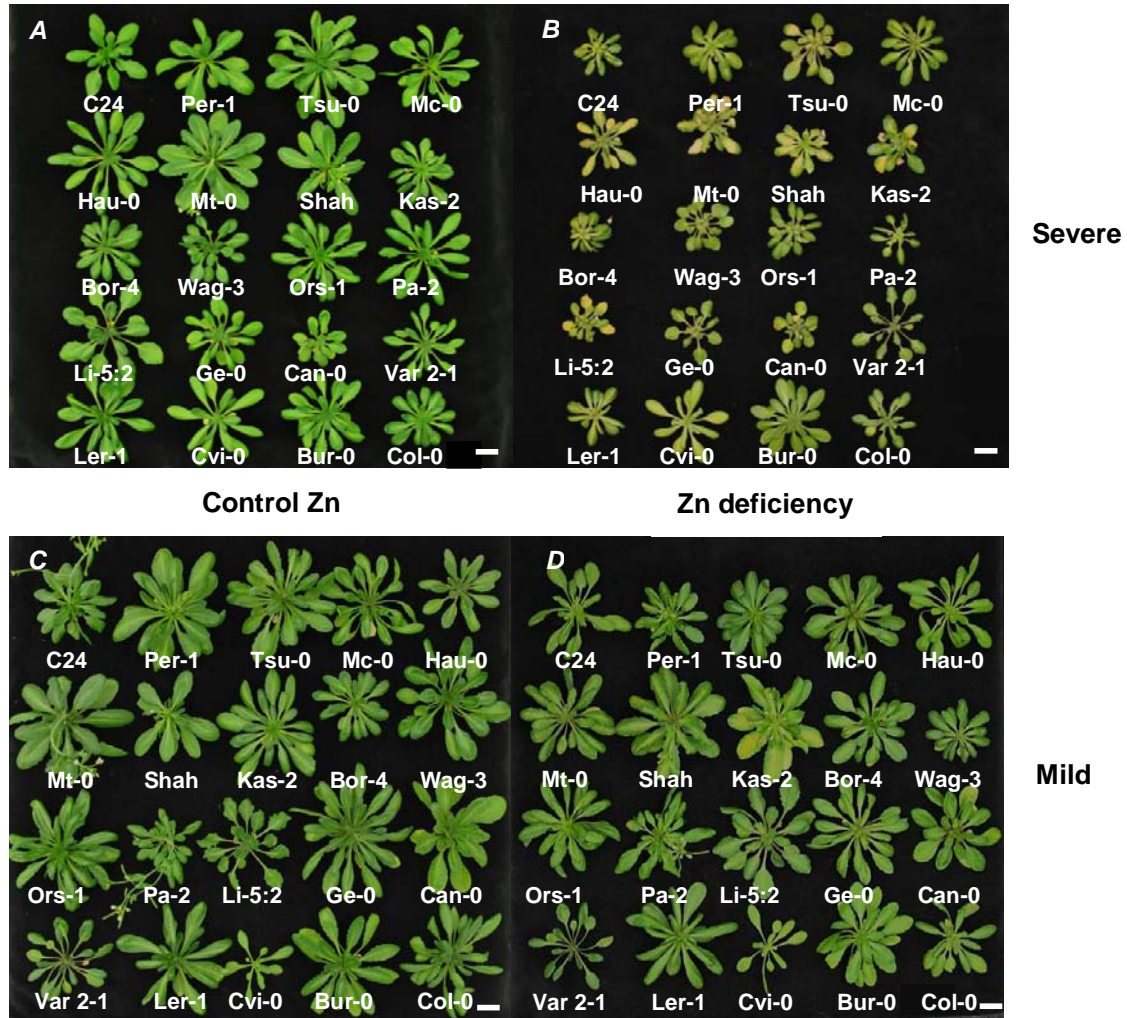 A
B
C24 Per-1 Tsu-0 Mc-0
C24 Per-1 Tsu-0 Mc-0
Hau-0 Mt-0 Shah Kas-2
Hau-0 Mt-0 Shah Kas-2
Severe
Bor-4 Wag-3 Ors-1 Pa-2
Bor-4 Wag-3 Ors-1 Pa-2
Li-5:2 Ge-0 Can-0 Var 2-1
Li-5:2 Ge-0 Can-0 Var 2-1
Ler-1 Cvi-0 Bur-0 Col-0
Ler-1 Cvi-0 Bur-0 Col-0
Control Zn
Zn deficiency
C
D
C24 Per-1 Tsu-0 Mc-0 Hau-0
C24 Per-1 Tsu-0 Mc-0 Hau-0
Mt-0 Shah Kas-2 Bor-4 Wag-3
Mt-0 Shah Kas-2 Bor-4 Wag-3
Mild
Ors-1 Pa-2 Li-5:2 Ge-0 Can-0
Ors-1 Pa-2 Li-5:2 Ge-0 Can-0
Var 2-1 Ler-1 Cvi-0 Bur-0 Col-0
Var 2-1 Ler-1 Cvi-0 Bur-0 Col-0